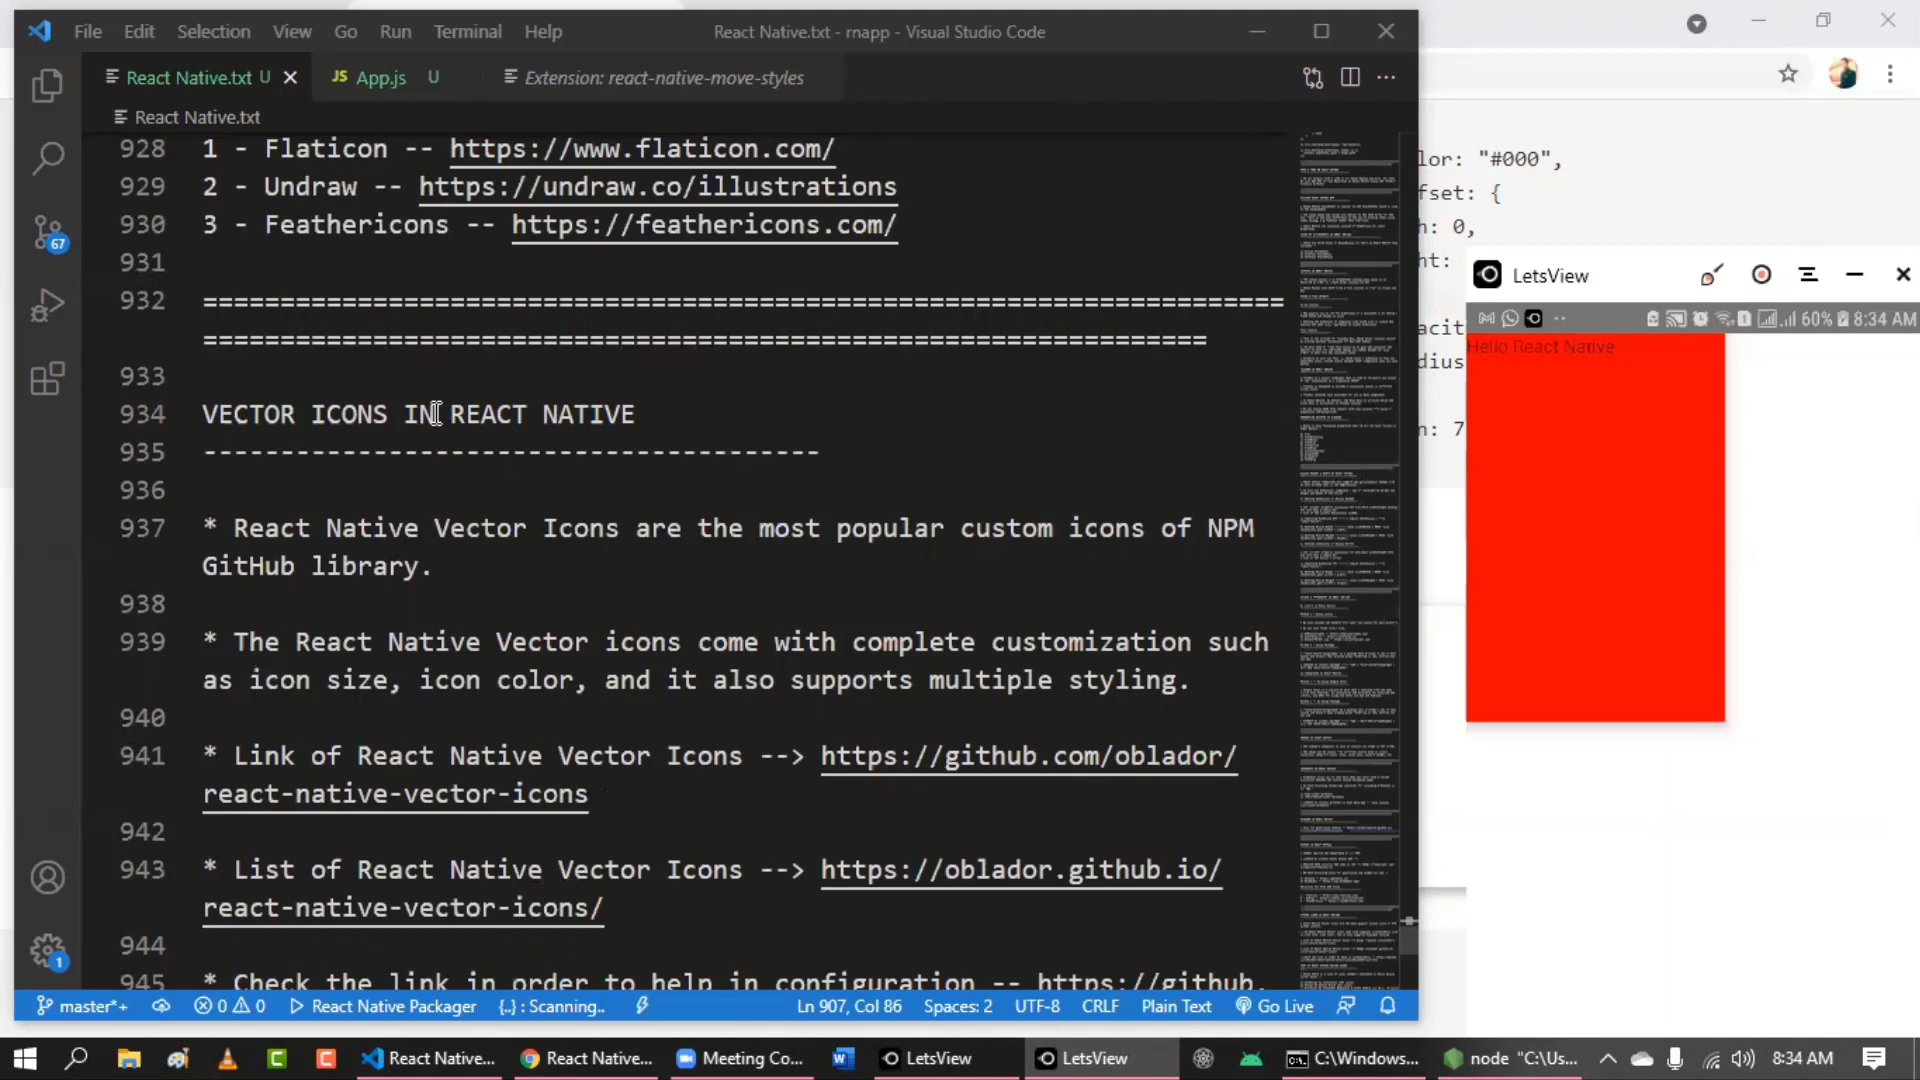 File Edit Selection View Go Run Terminal Help React Native.txt - rnapp - Visual Studio Code
React Native.txt U JS App.js U Extension: react-native-move-styles
React Native.txt
928 1 - Flaticon -- https://www.flaticon.com/
929 2 - Undraw -- https://undraw.co/illustrations
930 3 - Feathericons -- https://feathericons.com/
931
932 ======================================================================
=================================================================
933
934 VECTOR ICONS IN REACT NATIVE
935 ----------------------------------------
936
937 * React Native Vector Icons are the most popular custom icons of NPM
GitHub library.
938
939 * The React Native Vector icons come with complete customization such
as icon size, icon color, and it also supports multiple styling.
940
941 * Link of React Native Vector Icons --> https://github.com/oblador/
react-native-vector-icons
942
943 * List of React Native Vector Icons --> https://oblador.github.io/
react-native-vector-icons/
944
945 * Check the link in order to help in configuration -- https://github.
67
1
master*+ 0 0 React Native Packager {..} : Scanning.. Ln 907, Col 86 Spaces: 2 UTF-8 CRLF Plain Text Go Live
lor: "#000",
fset: {
h: 0,
ght:
acit
dius
n: 7
LetsView
60% 8:34 AM
Hello React Native
React Native... React Native... Meeting Co... LetsView LetsView C:\Windows... node "C:\Us... 8:34 AM